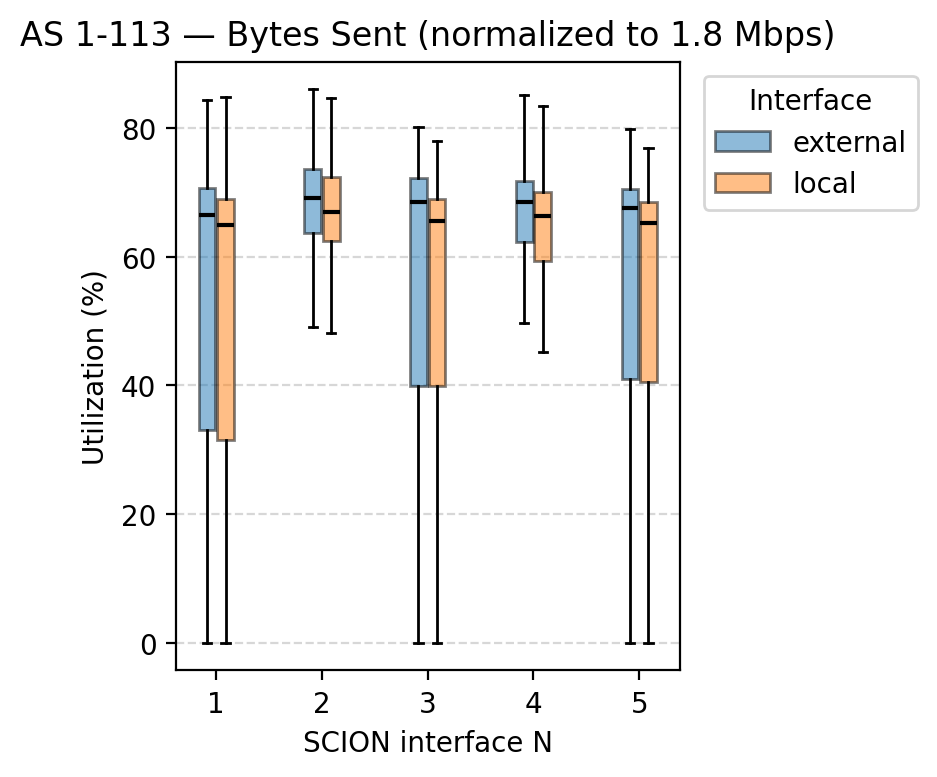 AS 1-113 — Bytes Sent (normalized to 1.8 Mbps)
Interface
external
local
Utilization (%)
80
60
40
20
0
1 2 3 4 5
SCION interface N